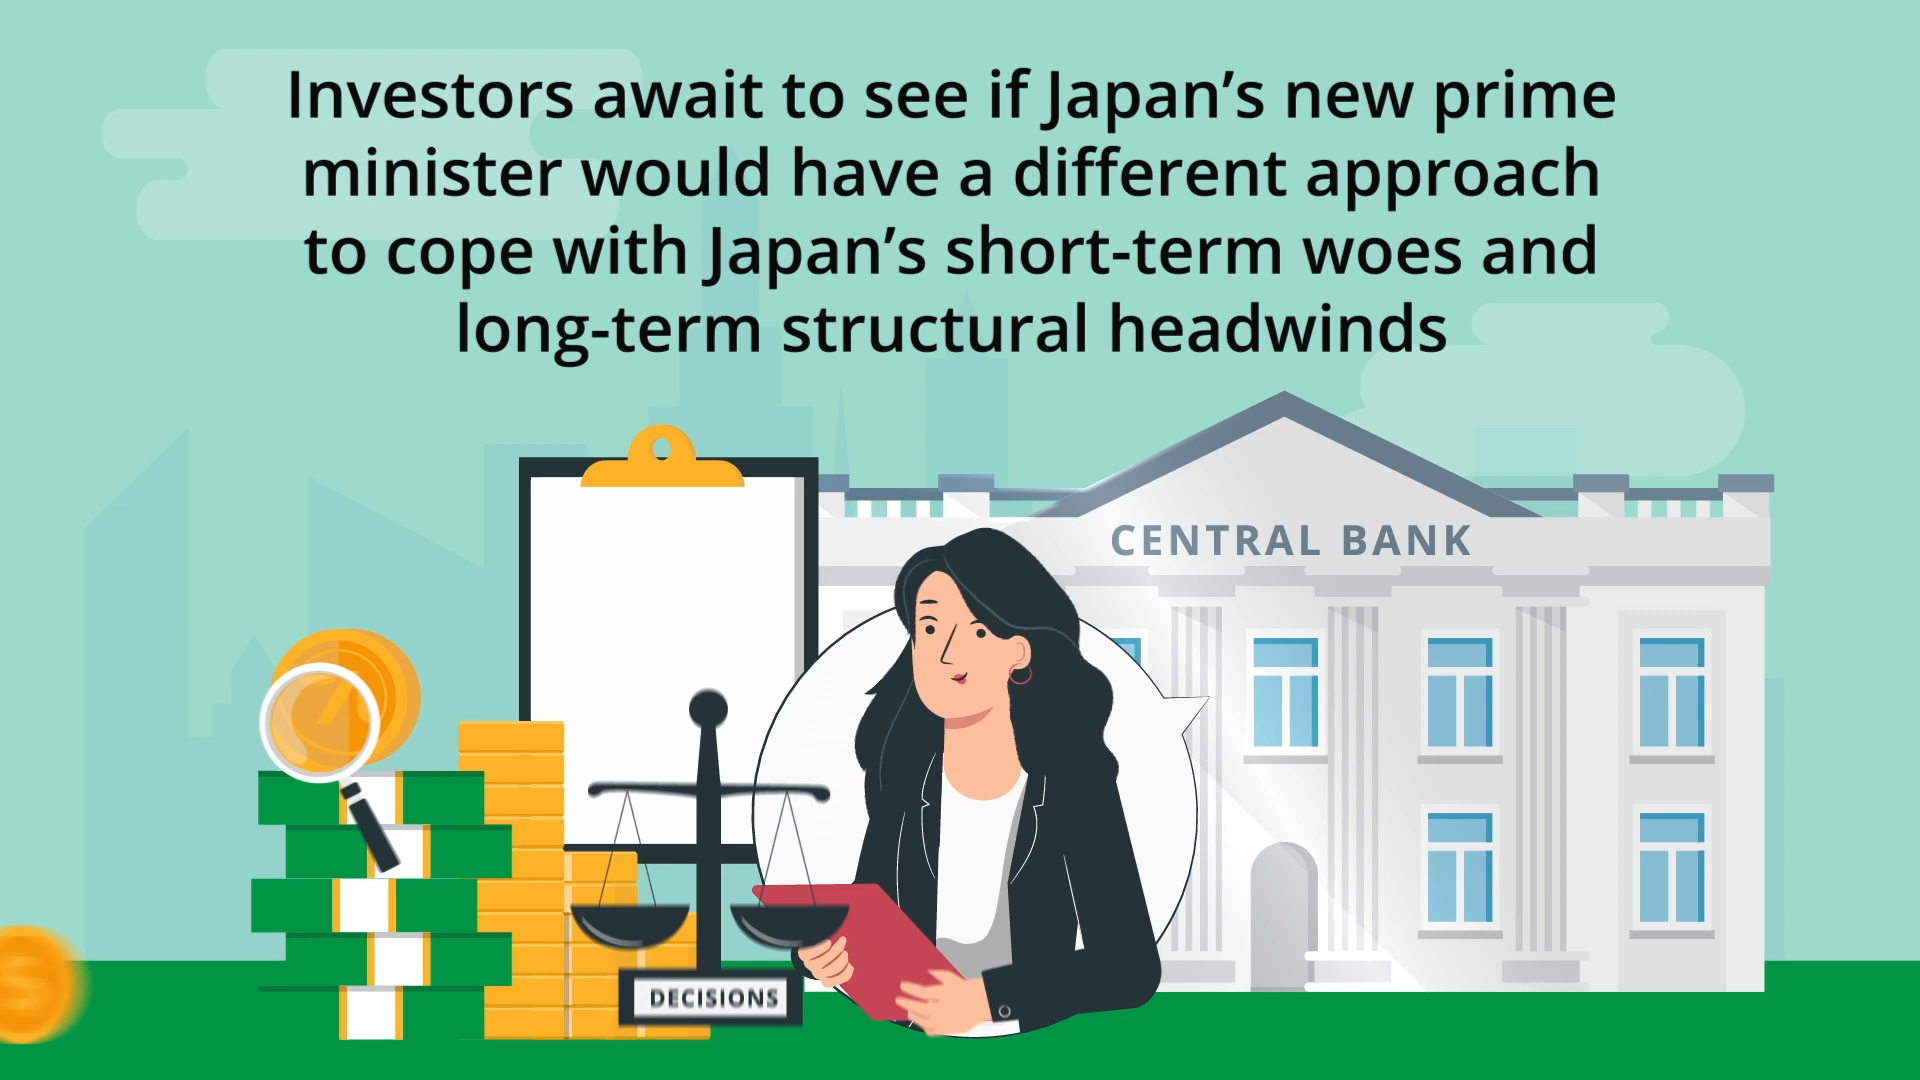 Investors await to see if Japan’s new prime
minister would have a different approach
to cope with Japan’s short-term woes and
long-term structural headwinds
CENTRAL BANK
DECISIONS